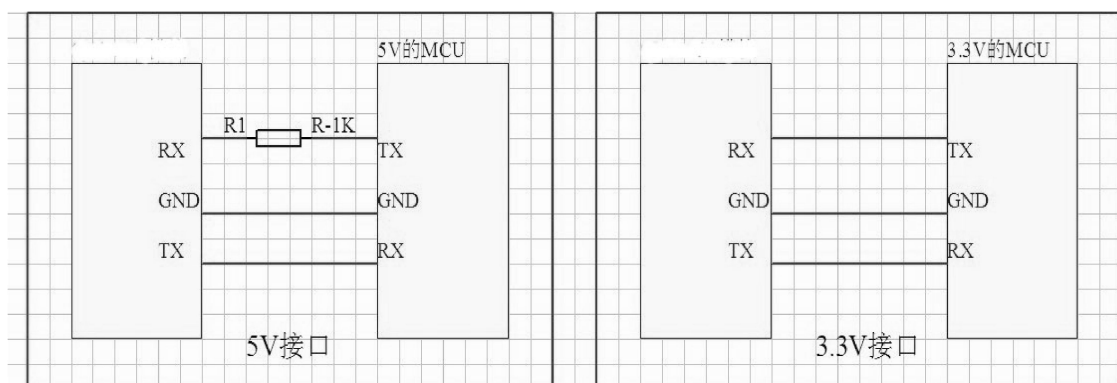 5V的MCU
R1 R-1K
RX TX
GND GND
TX RX
5V接口
3.3V的MCU
RX TX
GND GND
TX RX
3.3V接口